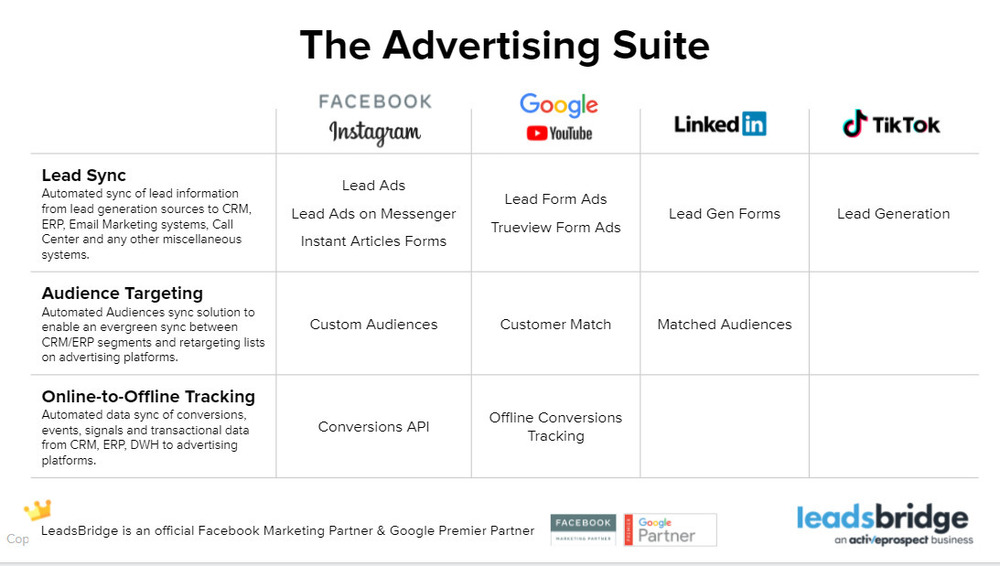 The Advertising Suite
FACEBOOK
Instagram
Google
YouTube
Linked in
TikTok
Lead Sync
Automated sync of lead information
from lead generation sources to CRM,
ERP, Email Marketing systems, Call
Center and any other miscellaneous
systems.
Lead Ads
Lead Ads on Messenger
Instant Articles Forms
Lead Form Ads
Trueview Form Ads
Lead Gen Forms
Lead Generation
Audience Targeting
Automated Audiences sync solution to
enable an evergreen sync between
CRM/ERP segments and retargeting lists
on advertising platforms.
Custom Audiences
Customer Match
Matched Audiences
Online-to-Offline Tracking
Automated data sync of conversions,
events, signals and transactional data
from CRM, ERP, DWH to advertising
platforms.
Conversions API
Offline Conversions
Tracking
Cop
LeadsBridge is an official Facebook Marketing Partner & Google Premier Partner
FACEBOOK
MARKETING PARTNER
PREMIER
Google
Partner
leadsbridge
an activeprospect business